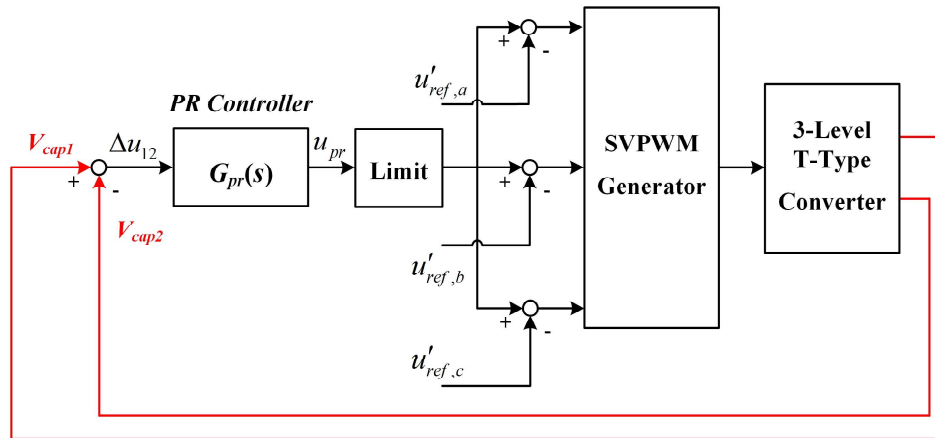 PR Controller
V_cap1
+
-
Δu_12
G_pr(s)
u_pr
Limit
V_cap2
+
-
u'_ref,a
+
-
u'_ref,b
+
-
u'_ref,c
SVPWM
Generator
3-Level
T-Type
Converter